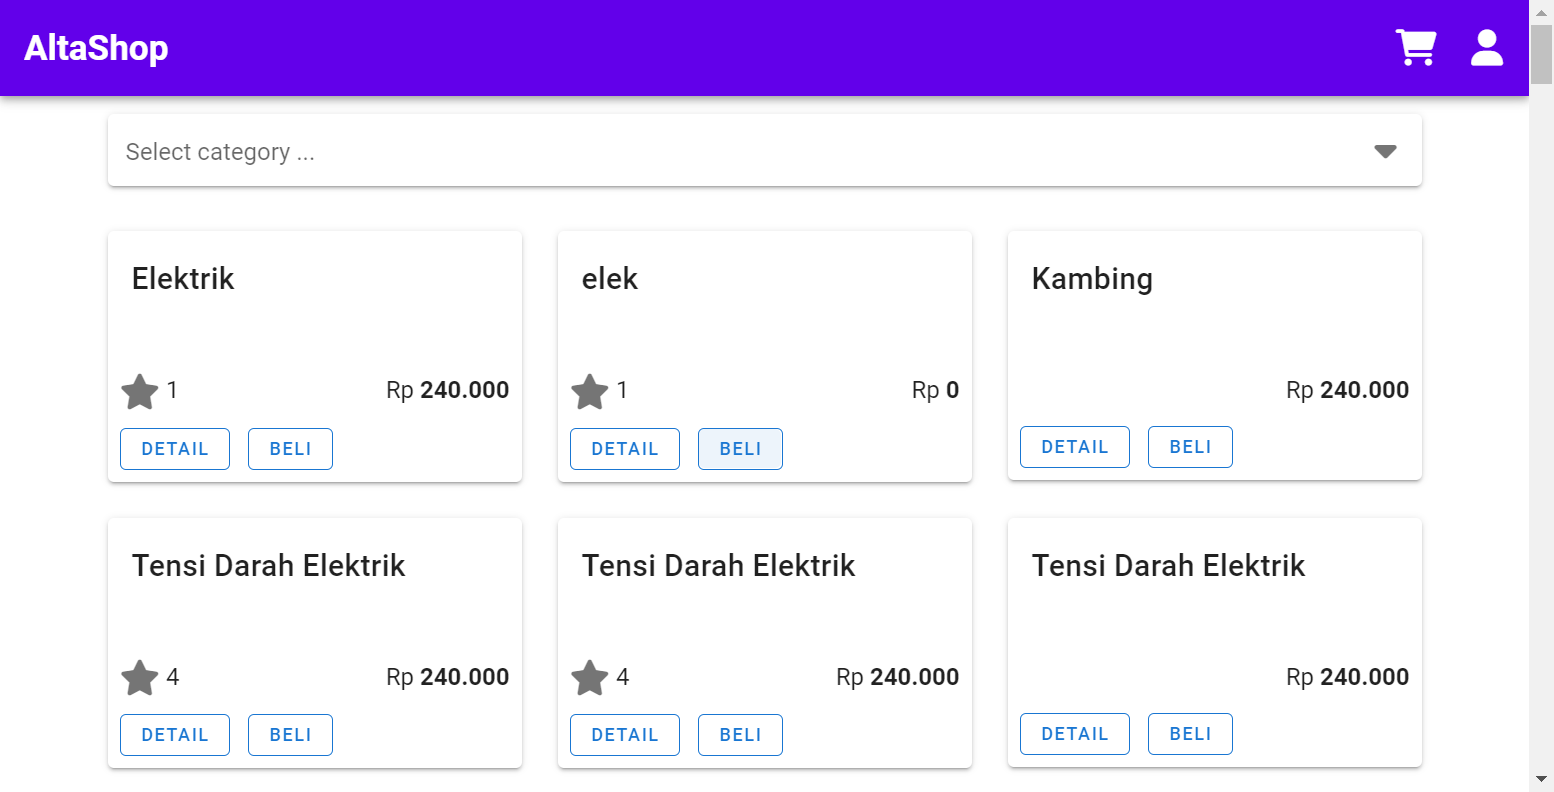 AltaShop
Select category ...
Elektrik
1
Rp 240.000
DETAIL
BELI
elek
1
Rp 0
DETAIL
BELI
Kambing
Rp 240.000
DETAIL
BELI
Tensi Darah Elektrik
4
Rp 240.000
DETAIL
BELI
Tensi Darah Elektrik
4
Rp 240.000
DETAIL
BELI
Tensi Darah Elektrik
Rp 240.000
DETAIL
BELI